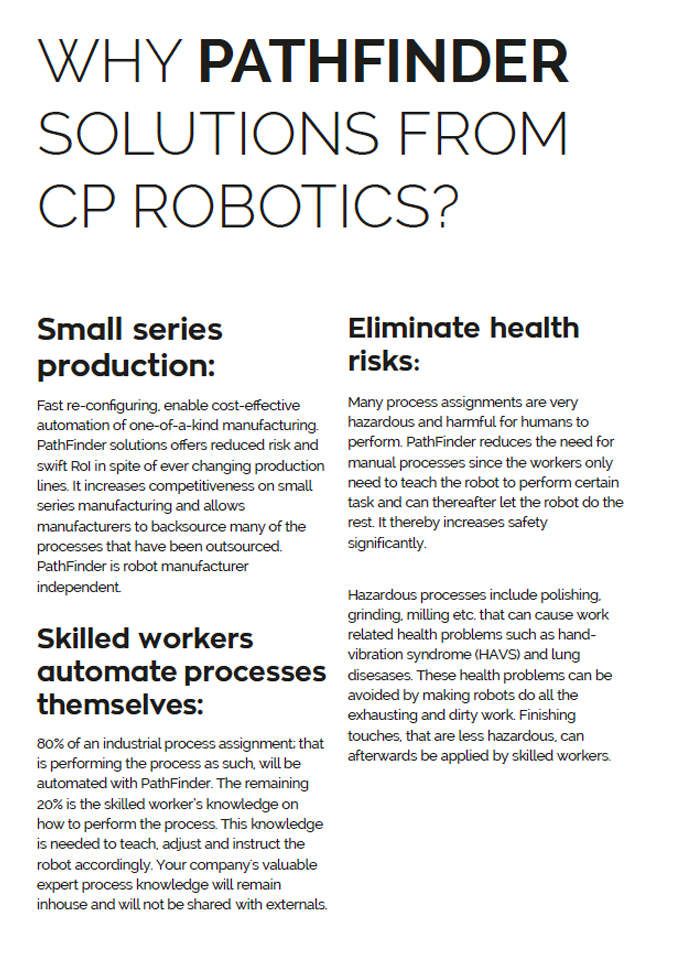 WHY PATHFINDER
SOLUTIONS FROM
CP ROBOTICS?
Small series
production:
Fast re-configuring, enable cost-effective
automation of one-of-a-kind manufacturing.
PathFinder solutions offers reduced risk and
swift RoI in spite of ever changing production
lines. It increases competitiveness on small
series manufacturing and allows
manufacturers to backsource many of the
processes that have been outsourced.
PathFinder is robot manufacturer
independent.
Skilled workers
automate processes
themselves:
80% of an industrial process assignment; that
is performing the process as such, will be
automated with PathFinder. The remaining
20% is the skilled worker's knowledge on
how to perform the process. This knowledge
is needed to teach, adjust and instruct the
robot accordingly. Your company's valuable
expert process knowledge will remain
inhouse and will not be shared with externals.
Eliminate health
risks:
Many process assignments are very
hazardous and harmful for humans to
perform. PathFinder reduces the need for
manual processes since the workers only
need to teach the robot to perform certain
task and can thereafter let the robot do the
rest. It thereby increases safety
significantly.
Hazardous processes include polishing,
grinding, milling etc. that can cause work
related health problems such as hand-
vibration syndrome (HAVS) and lung
disesases. These health problems can be
avoided by making robots do all the
exhausting and dirty work. Finishing
touches, that are less hazardous, can
afterwards be applied by skilled workers.